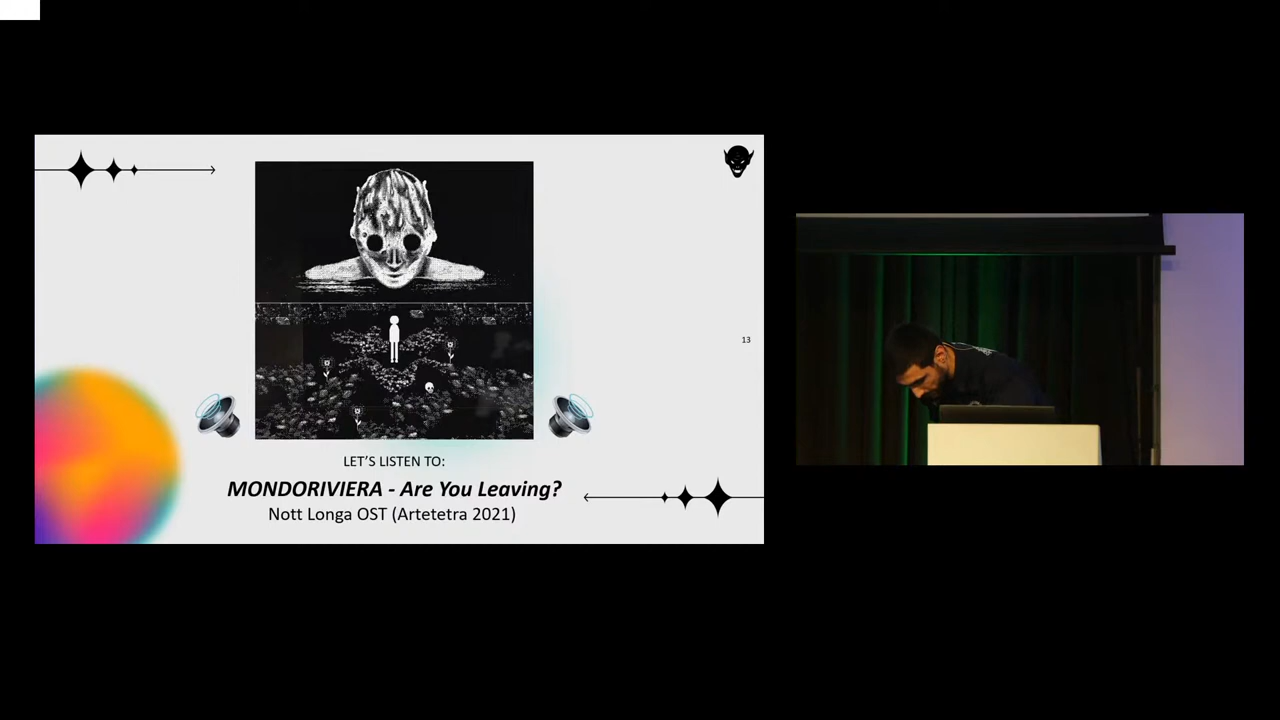 13
LET'S LISTEN TO:
MONDORIVIERA - Are You Leaving?
Nott Longa OST (Artetetra 2021)